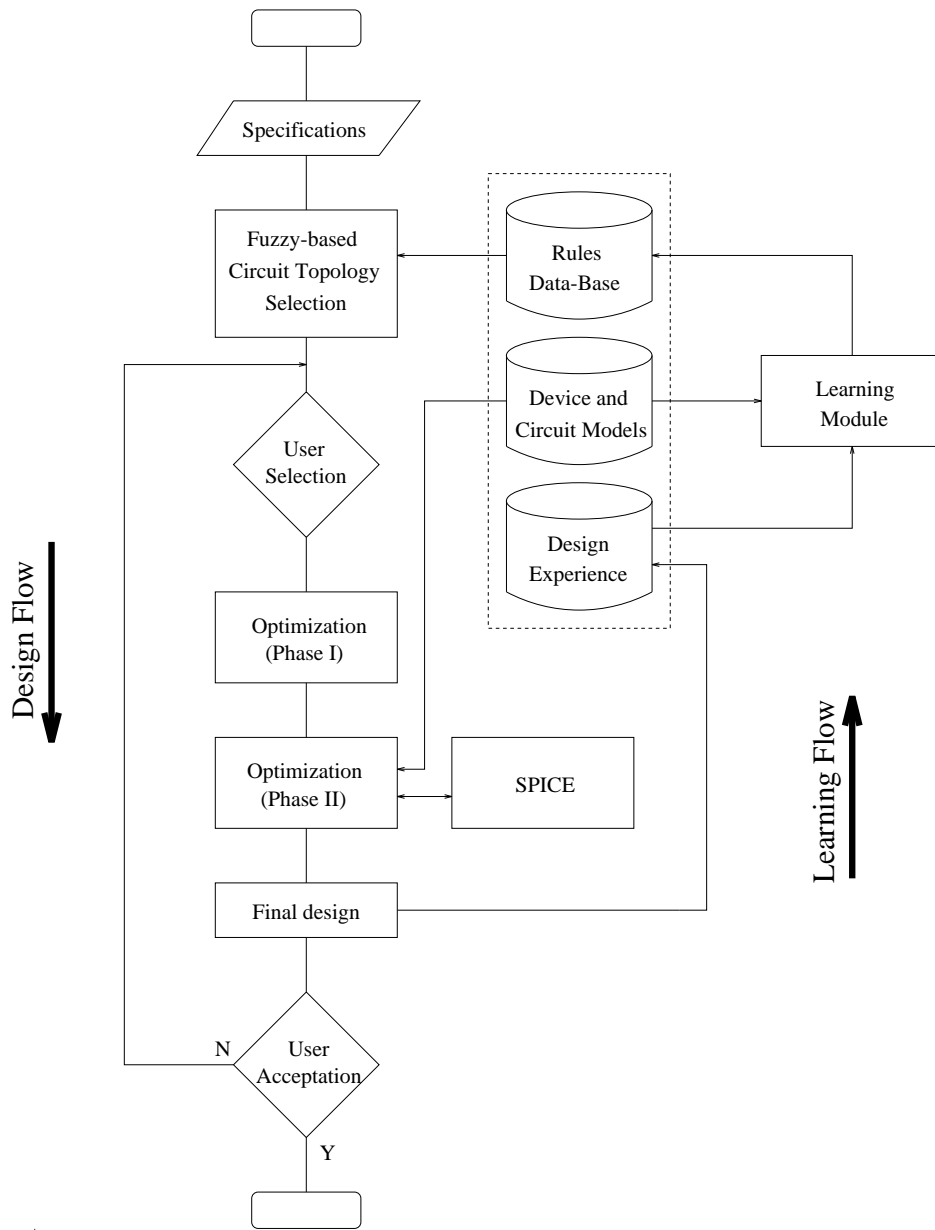 Specifications
Fuzzy-based
Circuit Topology
Selection
Rules
Data-Base
Device and
Circuit Models
Learning
Module
User
Selection
Design
Experience
Design Flow
Optimization
(Phase I)
Optimization
(Phase II)
SPICE
Learning Flow
Final design
N
User
Acceptation
Y